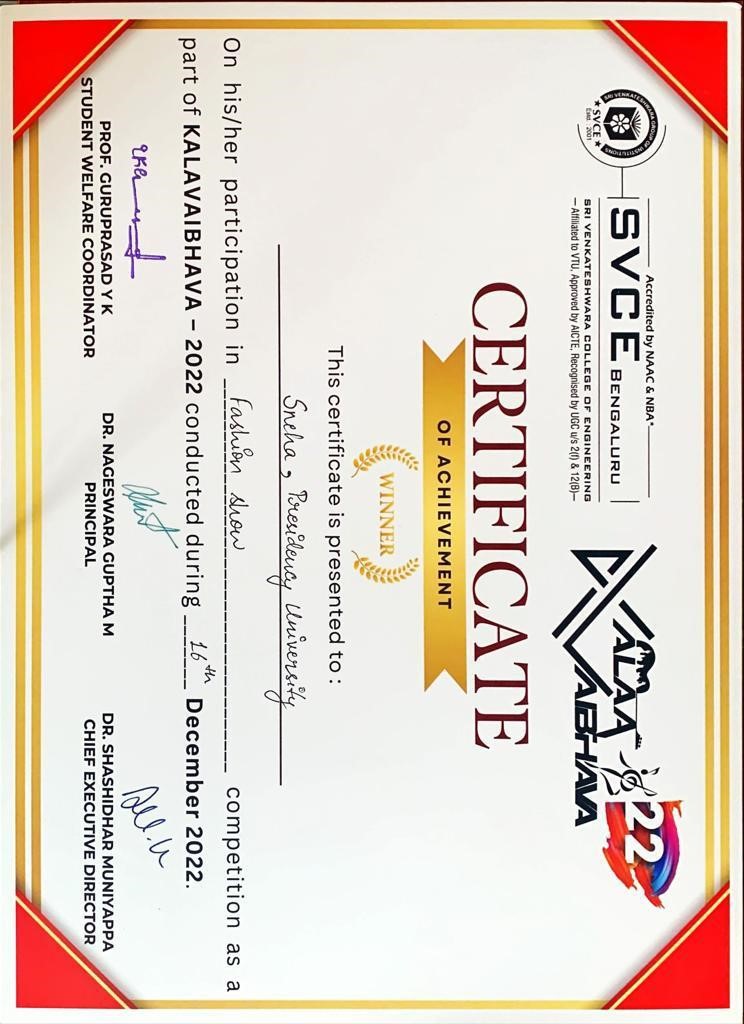 SRI VENKATESHWARA GROUP OF INSTITUTIONS
SVCE
Estd. : 2001
Accredited by NAAC & NBA*
SVCE BENGALURU
SRI VENKATESHWARA COLLEGE OF ENGINEERING
Affiliated to VTU, Approved by AICTE, Recognised by UGC u/s 2(f) & 12(B)
KALAA
VAIBHAVA
22
CERTIFICATE
OF ACHIEVEMENT
WINNER
This certificate is presented to :
Sneha, Presidency University
On his/her participation in Fashion show competition as a
part of KALAVAIBHAVA – 2022 conducted during 16th December 2022.
PROF. GURUPRASAD Y K
STUDENT WELFARE COORDINATOR
DR. NAGESWARA GUPTHA M
PRINCIPAL
DR. SHASHIDHAR MUNIYAPPA
CHIEF EXECUTIVE DIRECTOR